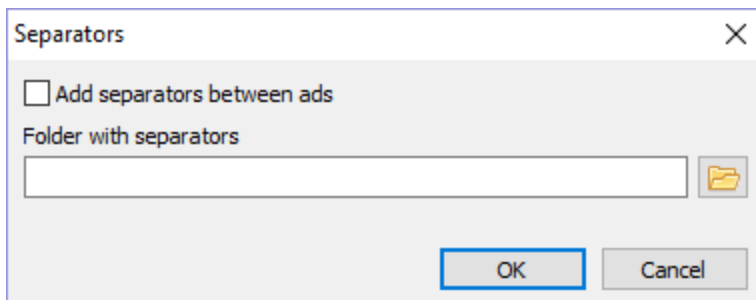 Separators
Add separators between ads
Folder with separators
OK
Cancel